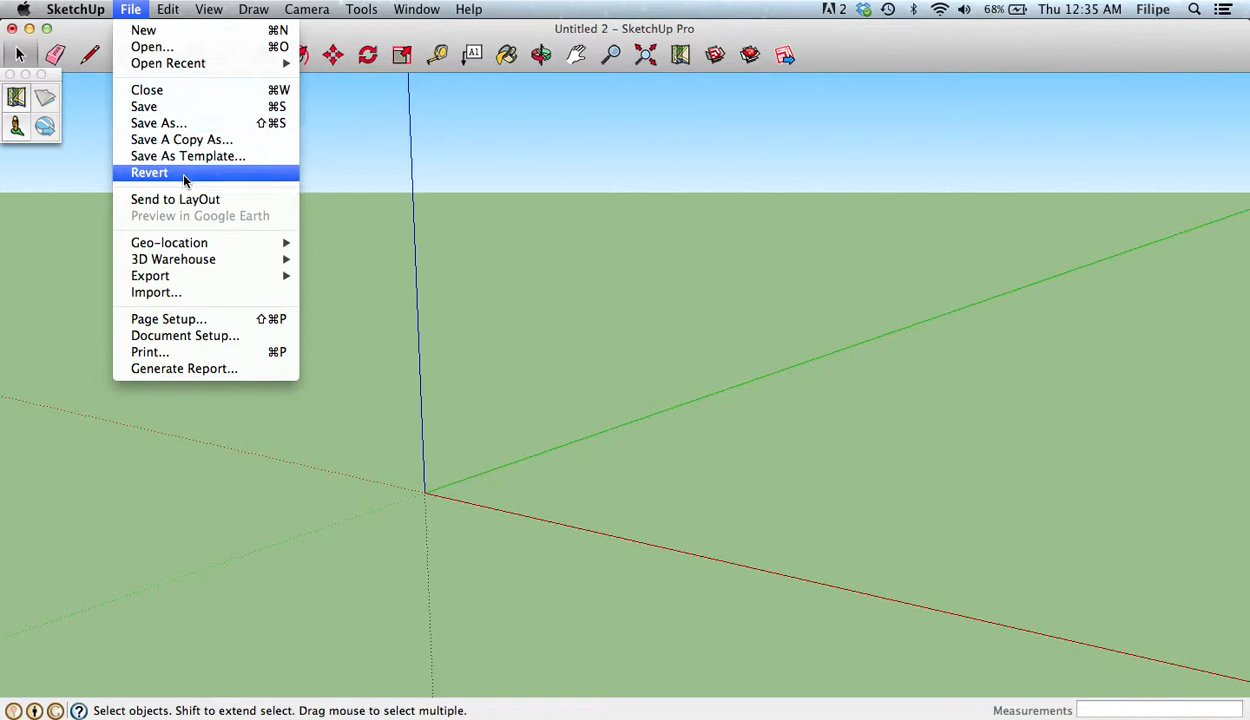 SketchUp File Edit View Draw Camera Tools Window Help 2 68% Thu 12:35 AM Filipe
Untitled 2 - SketchUp Pro
A1
New ⌘N
Open... ⌘O
Open Recent
Close ⌘W
Save ⌘S
Save As... ⇧⌘S
Save A Copy As...
Save As Template...
Revert
Send to LayOut
Preview in Google Earth
Geo-location
3D Warehouse
Export
Import...
Page Setup... ⇧⌘P
Document Setup...
Print... ⌘P
Generate Report...
? Select objects. Shift to extend select. Drag mouse to select multiple. Measurements